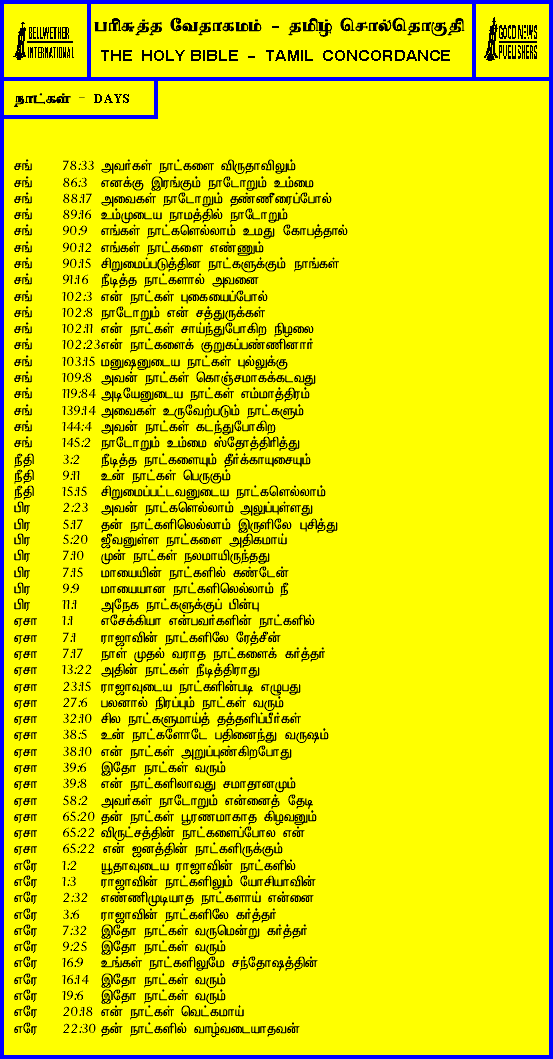 BELLWETHER
INTERNATIONAL
பரிசுத்த வேதாகமம் - தமிழ் சொல்தொகுதி
THE HOLY BIBLE - TAMIL CONCORDANCE
GOOD NEWS
PUBLISHERS
நாட்கள் - DAYS
சங் 78:33 அவர்கள் நாட்களை விருதாவிலும்
சங் 86:3 எனக்கு இரங்கும் நாடோறும் உம்மை
சங் 88:17 அவைகள் நாடோறும் தண்ணீரைப்போல்
சங் 89:16 உம்முடைய நாமத்தில் நாடோறும்
சங் 90:9 எங்கள் நாட்களெல்லாம் உமது கோபத்தால்
சங் 90:12 எங்கள் நாட்களை எண்ணும்
சங் 90:15 சிறுமைப்படுத்தின நாட்களுக்கும் நாங்கள்
சங் 91:16 நீடித்த நாட்களால் அவனை
சங் 102:3 என் நாட்கள் புகையைப்போல்
சங் 102:8 நாடோறும் என் சத்துருக்கள்
சங் 102:11 என் நாட்கள் சாய்ந்துபோகிற நிழலை
சங் 102:23என் நாட்களைக் குறுகப்பண்ணினார்
சங் 103:15 மனுஷனுடைய நாட்கள் புல்லுக்கு
சங் 109:8 அவன் நாட்கள் கொஞ்சமாகக்கடவது
சங் 119:84 அடியேனுடைய நாட்கள் எம்மாத்திரம்
சங் 139:14 அவைகள் உருவேற்படும் நாட்களும்
சங் 144:4 அவன் நாட்கள் கடந்துபோகிற
சங் 145:2 நாடோறும் உம்மை ஸ்தோத்திரித்து
நீதி 3:2 நீடித்த நாட்களையும் தீர்க்காயுசையும்
நீதி 9:11 உன் நாட்கள் பெருகும்
நீதி 15:15 சிறுமைப்பட்டவனுடைய நாட்களெல்லாம்
பிர 2:23 அவன் நாட்களெல்லாம் அலுப்புள்ளது
பிர 5:17 தன் நாட்களிலெல்லாம் இருளிலே புசித்து
பிர 5:20 ஜீவனுள்ள நாட்களை அதிகமாய்
பிர 7:10 முன் நாட்கள் நலமாயிருந்தது
பிர 7:15 மாயையின் நாட்களில் கண்டேன்
பிர 9:9 மாயையான நாட்களிலெல்லாம் நீ
பிர 11:1 அநேக நாட்களுக்குப் பின்பு
ஏசா 1:1 எசேக்கியா என்பவர்களின் நாட்களில்
ஏசா 7:1 ராஜாவின் நாட்களிலே ரேத்சீன்
ஏசா 7:17 நாள் முதல் வராத நாட்களைக் கர்த்தர்
ஏசா 13:22 அதின் நாட்கள் நீடித்திராது
ஏசா 23:15 ராஜாவுடைய நாட்களின்படி எழுபது
ஏசா 27:6 பலனால் நிரப்பும் நாட்கள் வரும்
ஏசா 32:10 சில நாட்களுமாய்த் தத்தளிப்பீர்கள்
ஏசா 38:5 உன் நாட்களோடே பதினைந்து வருஷம்
ஏசா 38:10 என் நாட்கள் அறுப்புண்கிறபோது
ஏசா 39:6 இதோ நாட்கள் வரும்
ஏசா 39:8 என் நாட்களிலாவது சமாதானமும்
ஏசா 58:2 அவர்கள் நாடோறும் என்னைத் தேடி
ஏசா 65:20 தன் நாட்கள் பூரணமாகாத கிழவனும்
ஏசா 65:22 விருட்சத்தின் நாட்களைப்போல என்
ஏசா 65:22 என் ஜனத்தின் நாட்களிருக்கும்
எரே 1:2 யூதாவுடைய ராஜாவின் நாட்களில்
எரே 1:3 ராஜாவின் நாட்களிலும் யோசியாவின்
எரே 2:32 எண்ணிமுடியாத நாட்களாய் என்னை
எரே 3:6 ராஜாவின் நாட்களிலே கர்த்தர்
எரே 7:32 இதோ நாட்கள் வருமென்று கர்த்தர்
எரே 9:25 இதோ நாட்கள் வரும்
எரே 16:9 உங்கள் நாட்களிலுமே சந்தோஷத்தின்
எரே 16:14 இதோ நாட்கள் வரும்
எரே 19:6 இதோ நாட்கள் வரும்
எரே 20:18 என் நாட்கள் வெட்கமாய்
எரே 22:30 தன் நாட்களில் வாழ்வடையாதவன்